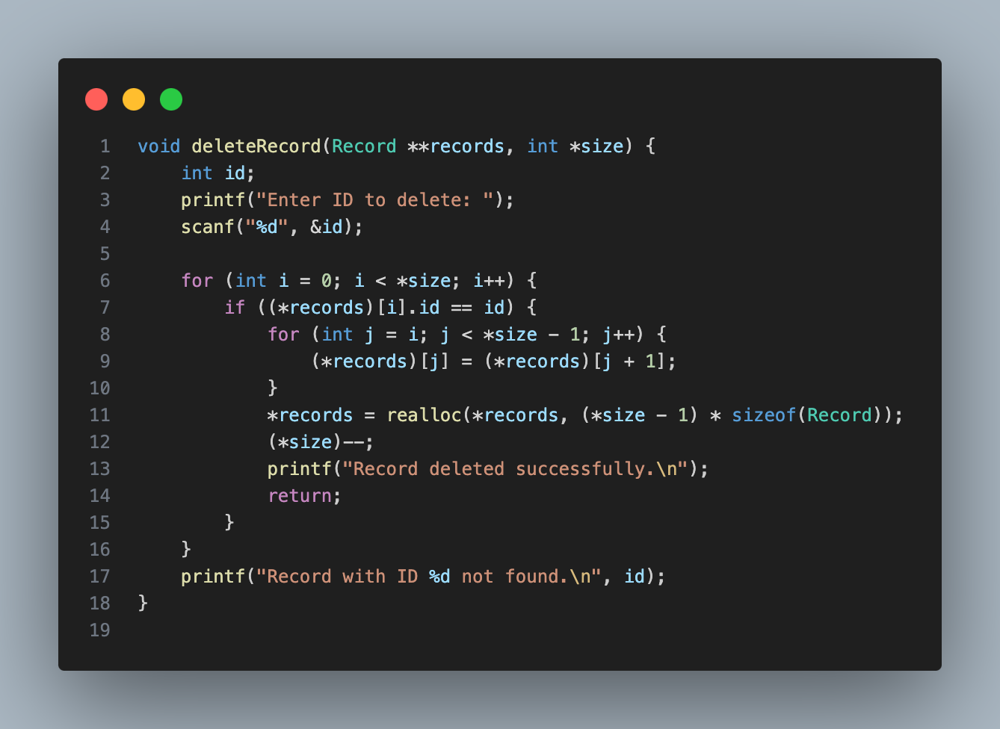 1 void deleteRecord(Record **records, int *size) {
2     int id;
3     printf("Enter ID to delete: ");
4     scanf("%d", &id);
5
6     for (int i = 0; i < *size; i++) {
7         if ((*records)[i].id == id) {
8             for (int j = i; j < *size - 1; j++) {
9                 (*records)[j] = (*records)[j + 1];
10             }
11             *records = realloc(*records, (*size - 1) * sizeof(Record));
12             (*size)--;
13             printf("Record deleted successfully.\n");
14             return;
15         }
16     }
17     printf("Record with ID %d not found.\n", id);
18 }
19